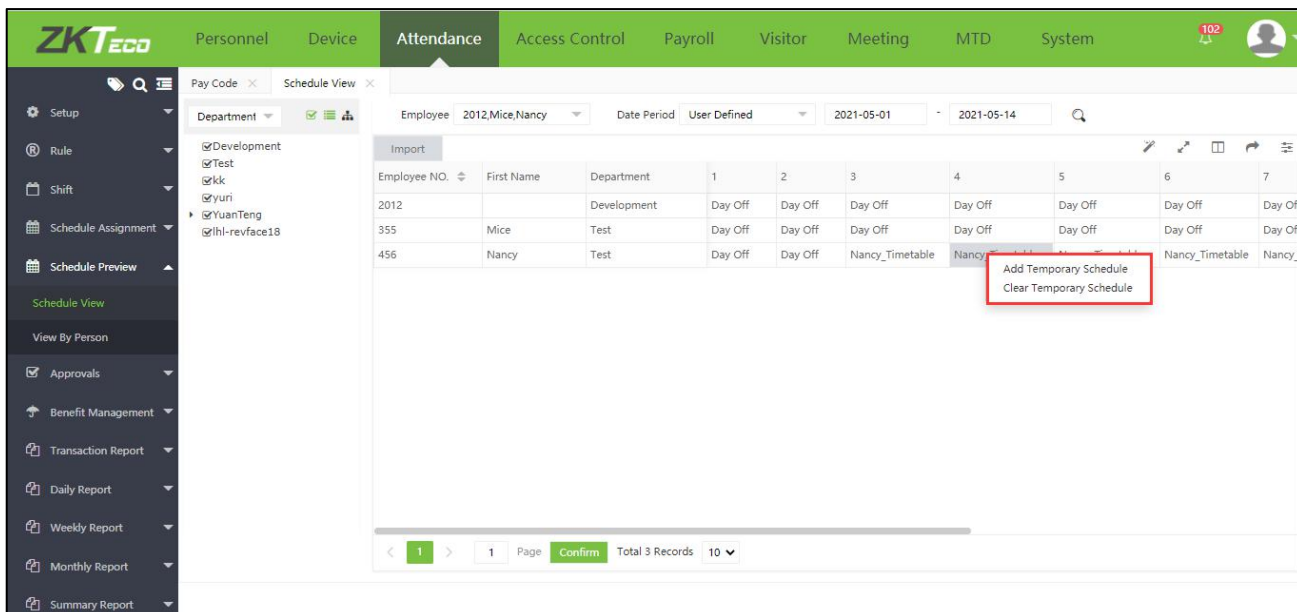 ZKTeco Personnel Device Attendance Access Control Payroll Visitor Meeting MTD System 102
Pay Code Schedule View
Setup
Rule
Shift
Schedule Assignment
Schedule Preview
Schedule View
View By Person
Approvals
Benefit Management
Transaction Report
Daily Report
Weekly Report
Monthly Report
Summary Report
Department
Development
Test
kk
yuri
YuanTeng
lhl-revface18
Employee 2012,Mice,Nancy Date Period User Defined 2021-05-01 - 2021-05-14
Import
Employee NO. First Name Department 1 2 3 4 5 6 7
2012 Development Day Off Day Off Day Off Day Off Day Off Day Off Day Of
355 Mice Test Day Off Day Off Day Off Day Off Day Off Day Off Day Of
456 Nancy Test Day Off Day Off Nancy_Timetable Nancy Nancy_Timetable Nancy_
Add Temporary Schedule
Clear Temporary Schedule
< 1 > 1 Page Confirm Total 3 Records 10